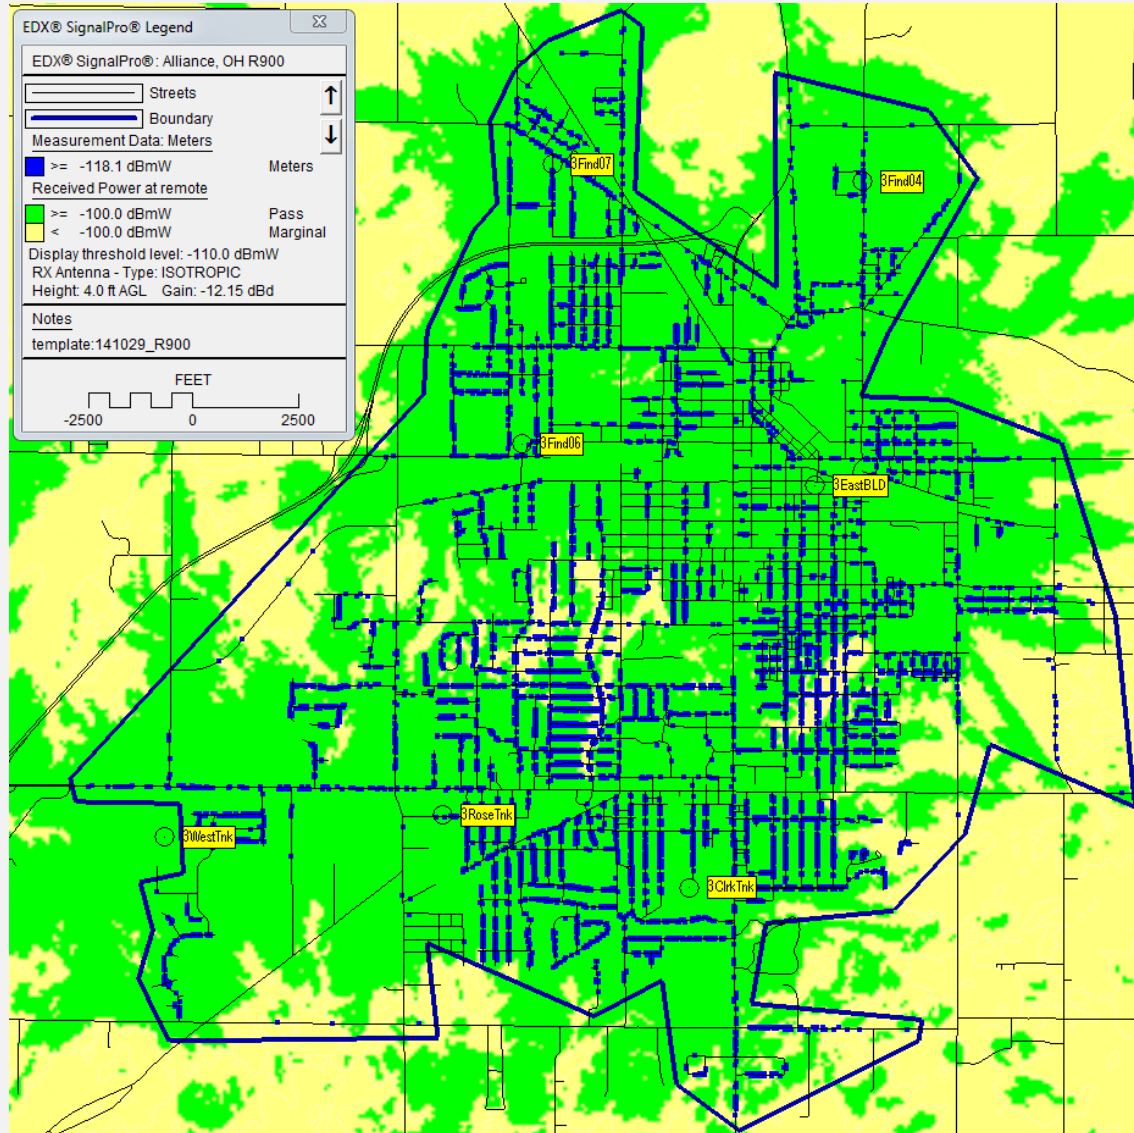 EDX® SignalPro® Legend
EDX® SignalPro®: Alliance, OH R900
Streets
Boundary
Measurement Data: Meters
>= -118.1 dBmW Meters
Received Power at remote
>= -100.0 dBmW Pass
< -100.0 dBmW Marginal
Display threshold level: -110.0 dBmW
RX Antenna - Type: ISOTROPIC
Height: 4.0 ft AGL Gain: -12.15 dBd
Notes
template:141029_R900
FEET
-2500 0 2500
3Find07
3Find04
3Find06
3EastBLD
3RoseTnk
3WestTnk
3ClrkTnk